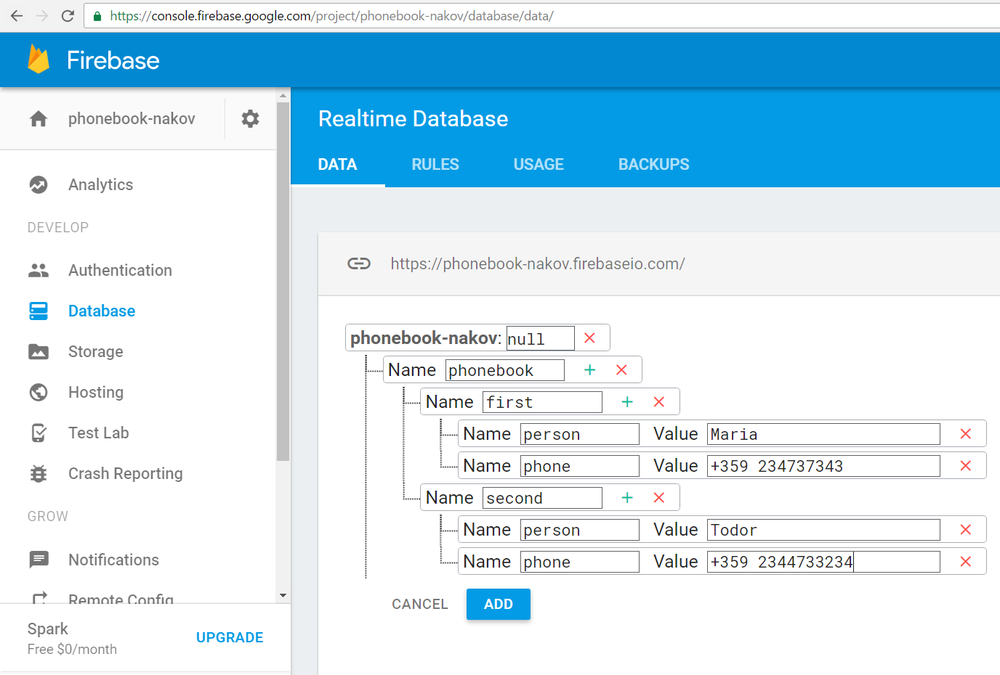 https://console.firebase.google.com/project/phonebook-nakov/database/data/
Firebase
phonebook-nakov
Analytics
DEVELOP
Authentication
Database
Storage
Hosting
Test Lab
Crash Reporting
GROW
Notifications
Remote Config
Spark
Free $0/month
UPGRADE
Realtime Database
DATA RULES USAGE BACKUPS
https://phonebook-nakov.firebaseio.com/
phonebook-nakov: null
Name phonebook
Name first
Name person Value Maria
Name phone Value +359 234737343
Name second
Name person Value Todor
Name phone Value +359 2344733234
CANCEL ADD